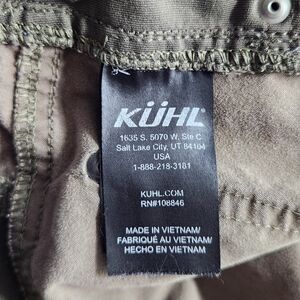 KÜHL
1635 S. 5070 W, Ste C
Salt Lake City, UT 84104
USA
1-888-218-3181
KUHL.COM
RN#108846
MADE IN VIETNAM/
FABRIQUÉ AU VIETNAM/
HECHO EN VIETNAM